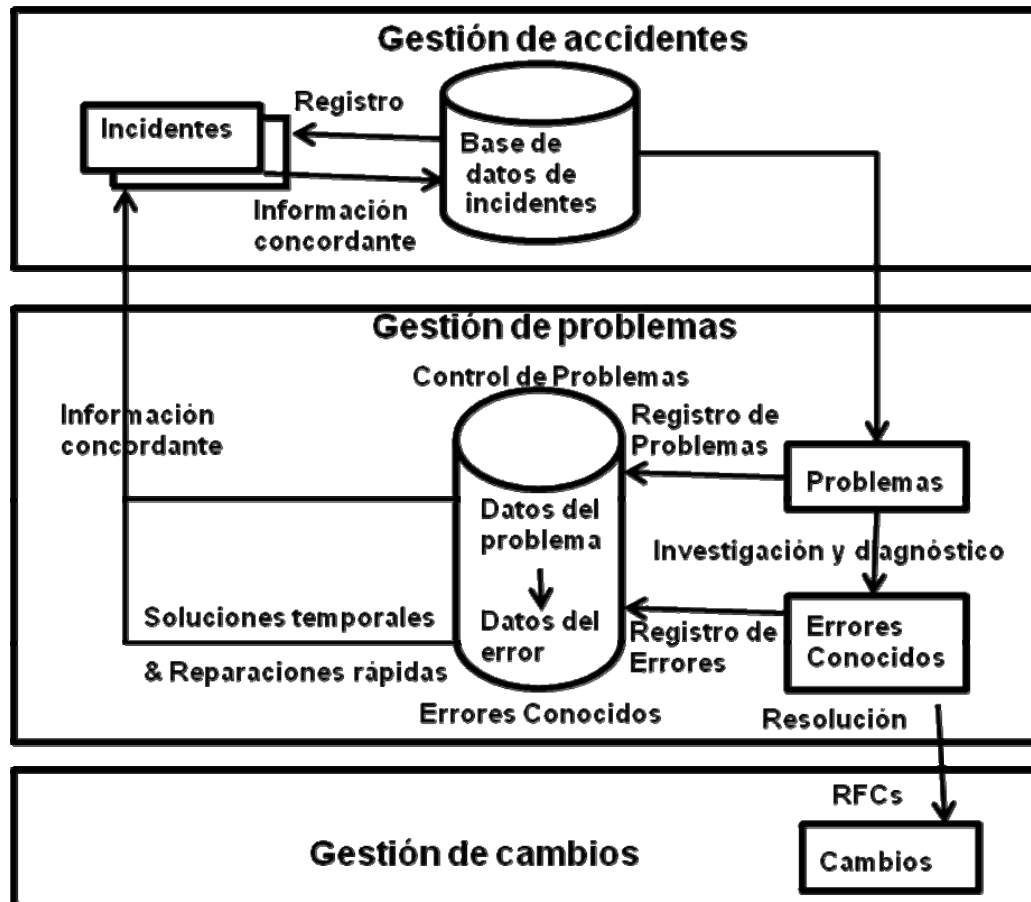 Gestión de accidentes
Registro
Incidentes
Base de
datos de
incidentes
Información
concordante
Gestión de problemas
Control de Problemas
Información
concordante
Registro de
Problemas
Problemas
Datos del
problema
Investigación y diagnóstico
Soluciones temporales
& Reparaciones rápidas
Datos del
error
Registro de
Errores
Errores
Conocidos
Errores Conocidos
Resolución
RFCs
Gestión de cambios
Cambios